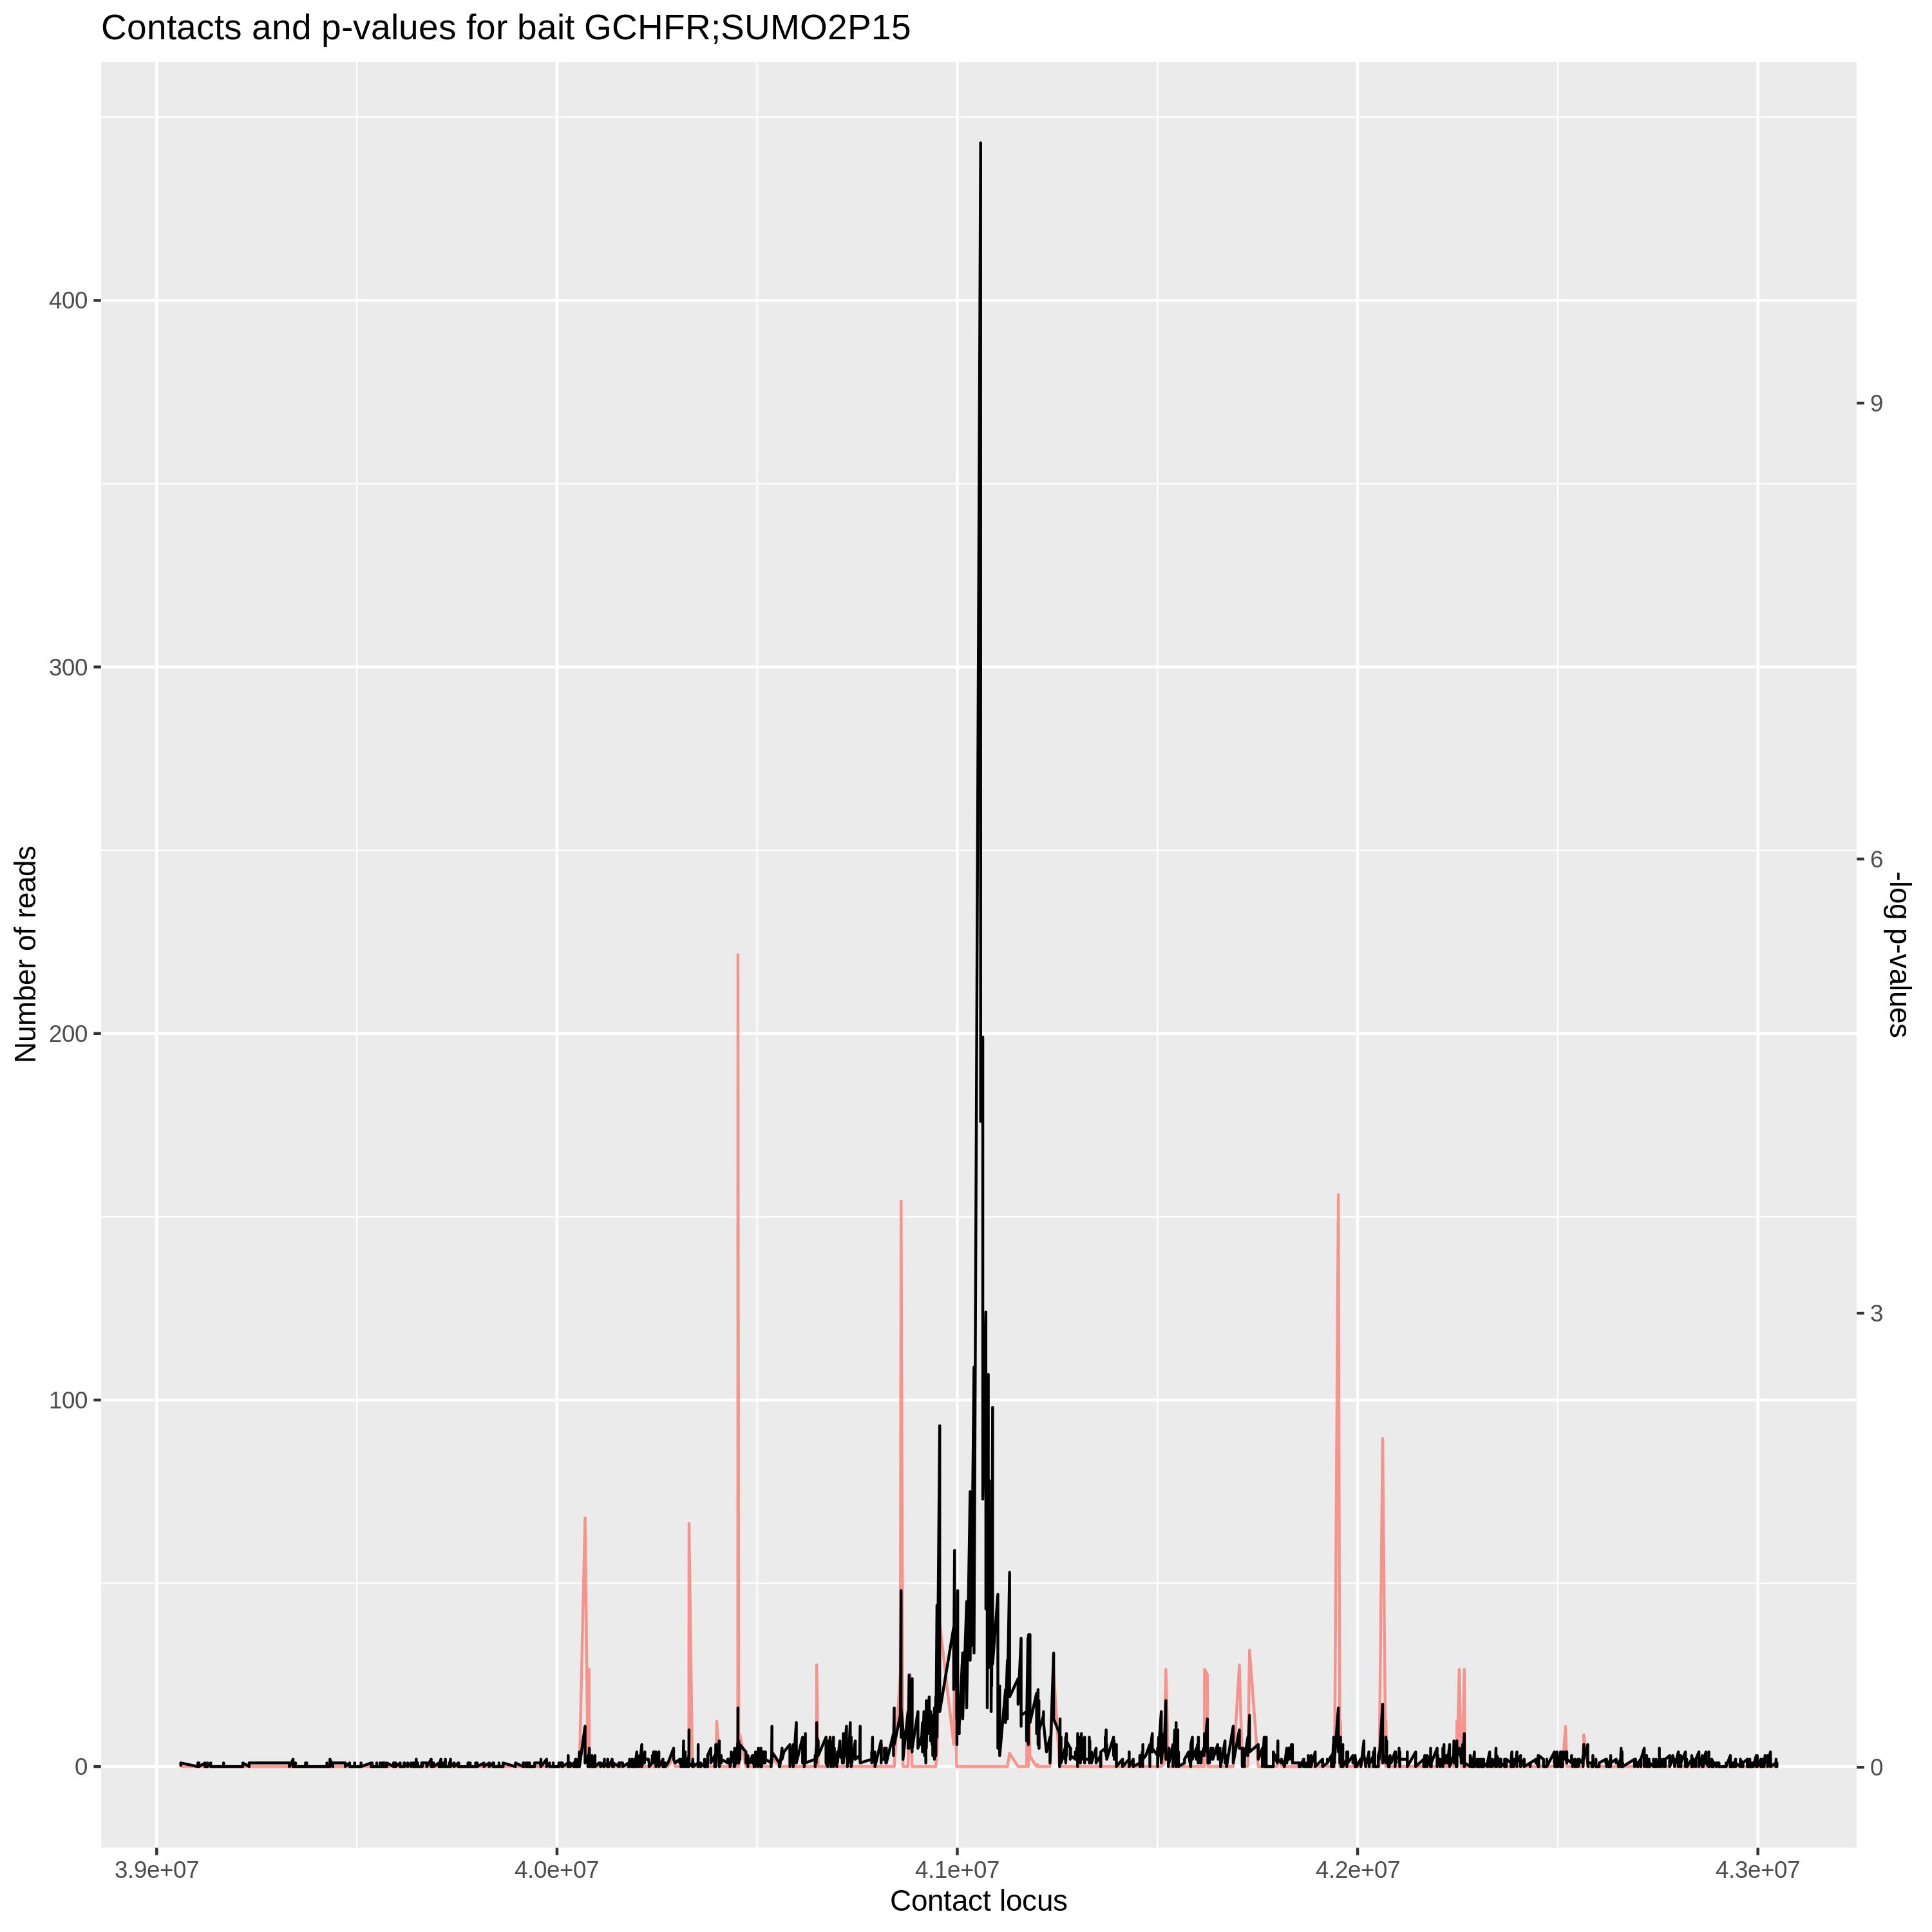 Contacts and p-values for bait GCHFR;SUMO2P15
400
300
200
100
0
Number of reads
9
6
3
0
-log p-values
3.9e+07
4.0e+07
4.1e+07
4.2e+07
4.3e+07
Contact locus